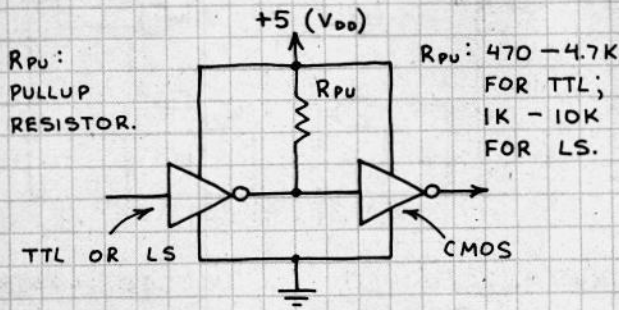 +5 (VDD)
RPU:
PULLUP
RESISTOR.
RPU
RPU: 470 – 4.7K
FOR TTL;
1K – 10K
FOR LS.
TTL OR LS
CMOS